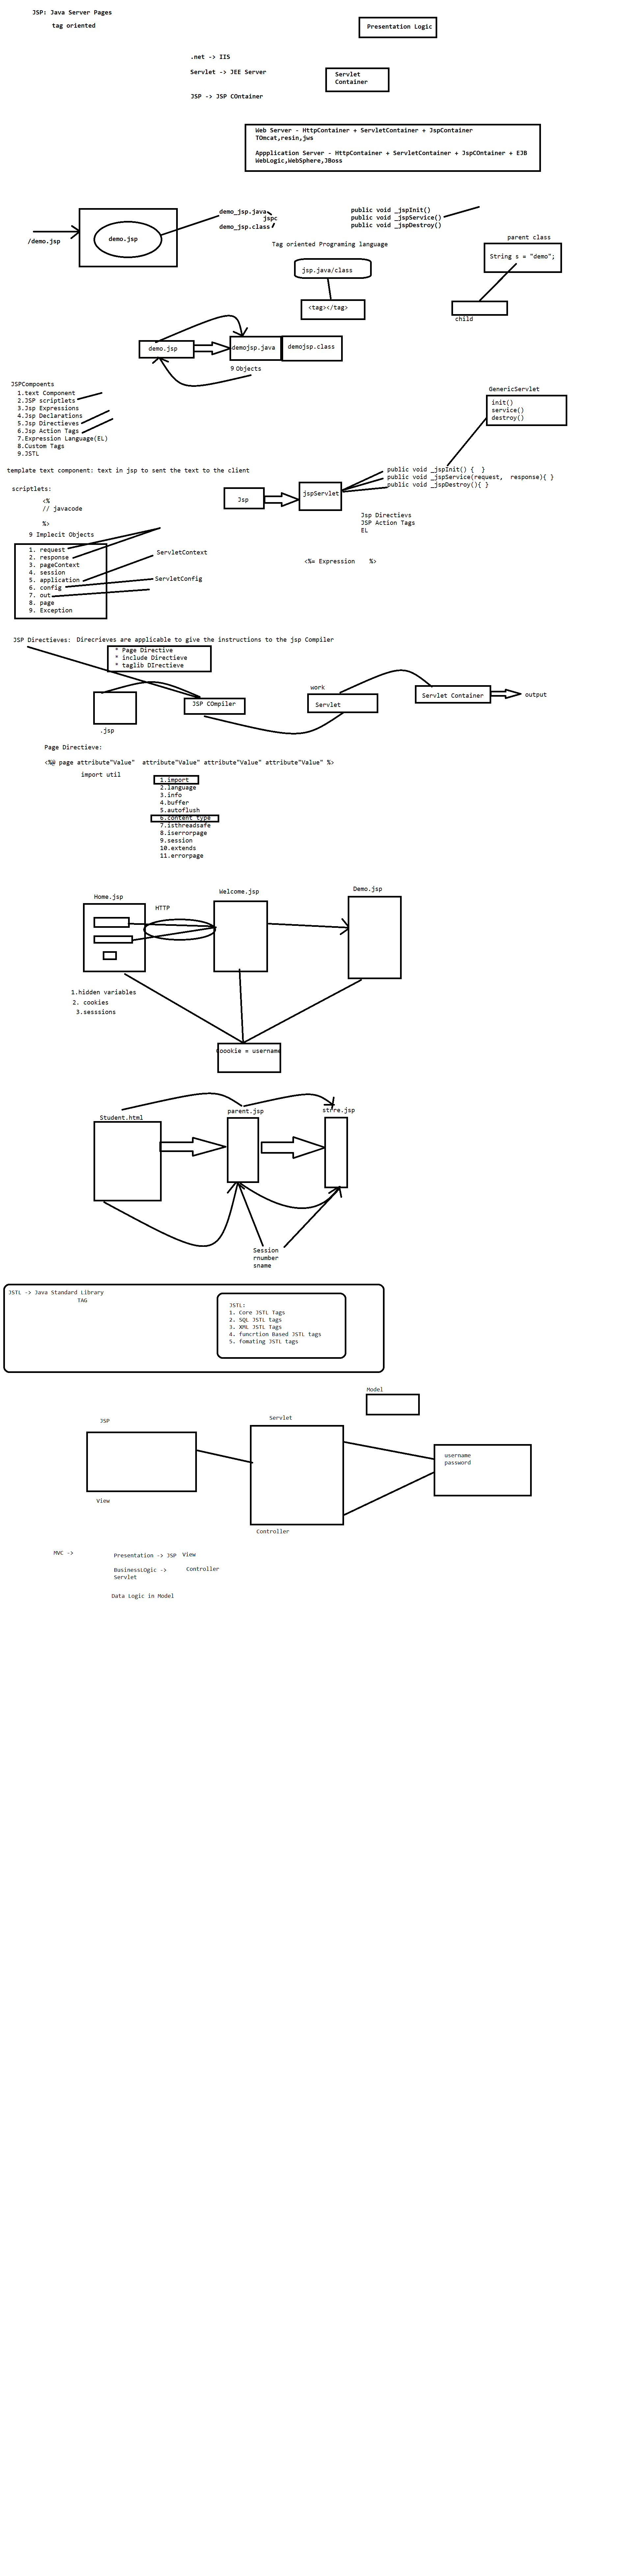 JSP: Java Server Pages
tag oriented
Presentation Logic
.net -> IIS
Servlet -> JEE Server
Servlet
Container
JSP -> JSP COntainer
Web Server - HttpContainer + ServletContainer + JspContainer
TOmcat,resin,jws
Appplication Server - HttpContainer + ServletContainer + JspCOntainer + EJB
WebLogic,WebSphere,JBoss
/demo.jsp
demo.jsp
demo_jsp.java
jspc
demo_jsp.class
public void _jspInit()
public void _jspService()
public void _jspDestroy()
Tag oriented Programing language
jsp.java/class
<tag></tag>
parent class
String s = "demo";
child
demo.jsp
demojsp.java
demojsp.class
9 Objects
JSPCompoents
1.text Component
2.JSP scriptlets
3.Jsp Expressions
4.Jsp Declarations
5.Jsp Directieves
6.Jsp Action Tags
7.Expression Language(EL)
8.Custom Tags
9.JSTL
GenericServlet
init()
service()
destroy()
template text component: text in jsp to sent the text to the client
public void _jspInit() {  }
public void _jspService(request,  response){ }
public void _jspDestroy(){ }
scriptlets:
<%
// javacode
%>
Jsp
jspServlet
Jsp Directievs
JSP Action Tags
EL
9 Implecit Objects
1. request
2. response
3. pageContext
4. session
5. application
6. config
7. out
8. page
9. Exception
ServletContext
ServletConfig
<%= Expression    %>
JSP Directieves:  Direcrieves are applicable to give the instructions to the jsp Compiler
* Page Directive
* include Directieve
* taglib DIrectieve
.jsp
JSP COmpiler
work
Servlet
Servlet Container
output
Page Directieve:
<%@ page attribute"Value"  attribute"Value" attribute"Value" attribute"Value" %>
import util
1.import
2.language
3.info
4.buffer
5.autoflush
6.content type
7.isthreadsafe
8.iserrorpage
9.session
10.extends
11.errorpage
Home.jsp
HTTP
Welcome.jsp
Demo.jsp
1.hidden variables
2. cookies
3.sesssions
Coookie = username
Student.html
parent.jsp
strre.jsp
Session
rnumber
sname
JSTL -> Java Standard Library
TAG
JSTL:
1. Core JSTL Tags
2. SQL JSTL tags
3. XML JSTL Tags
4. funcrtion Based JSTL tags
5. fomating JSTL tags
Model
JSP
Servlet
username
password
View
Controller
MVC ->
Presentation -> JSP  View
BusinessLOgic ->
Servlet
Controller
Data Logic in Model